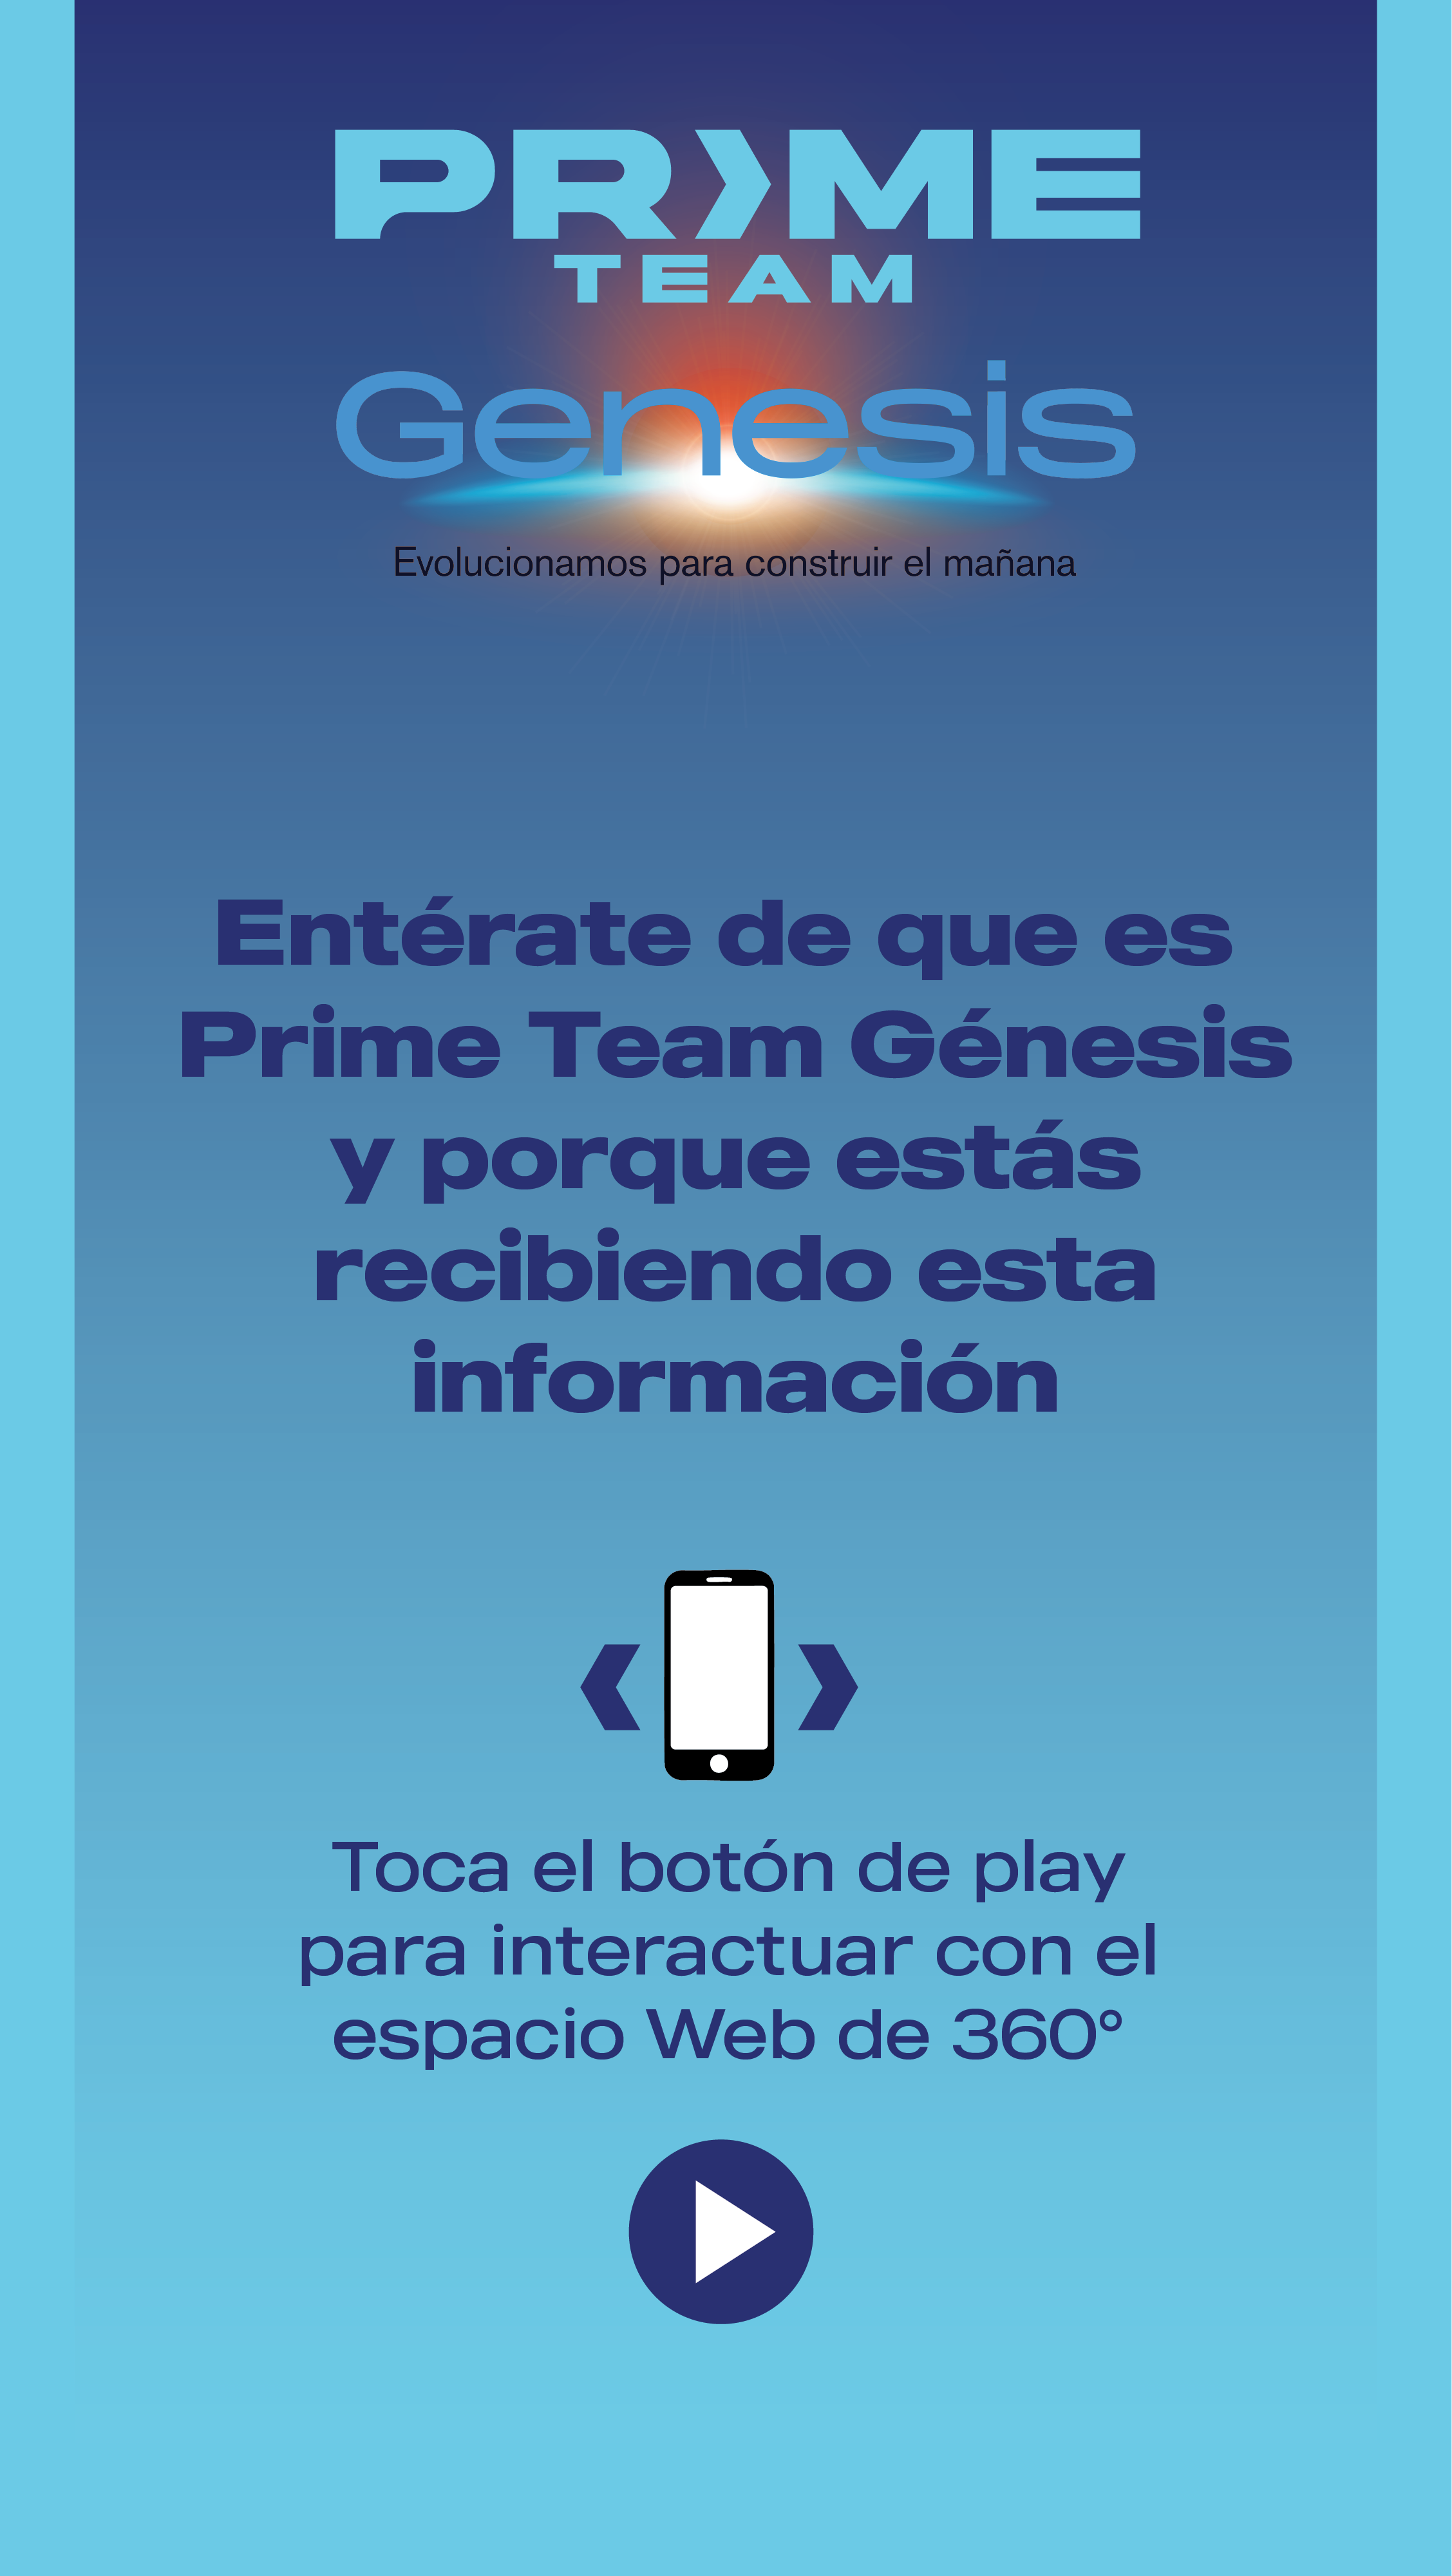 PRIME
TEAM
Genesis
Evolucionamos para construir el mañana
Entérate de que es
Prime Team Génesis
y porque estás
recibiendo esta
información
Toca el botón de play
para interactuar con el
espacio Web de 360°